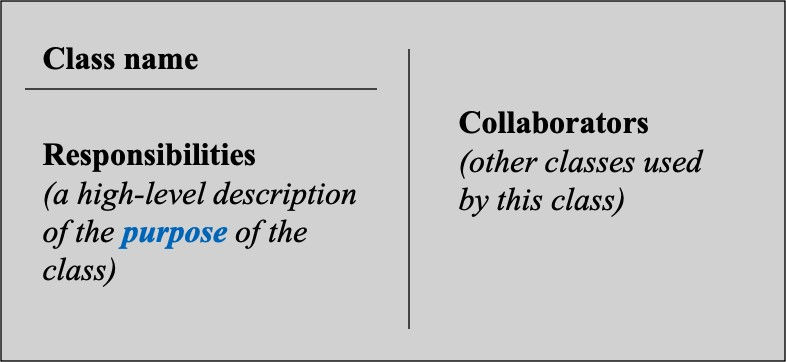 Class name
Responsibilities
(a high-level description
of the purpose of the
class)
Collaborators
(other classes used
by this class)